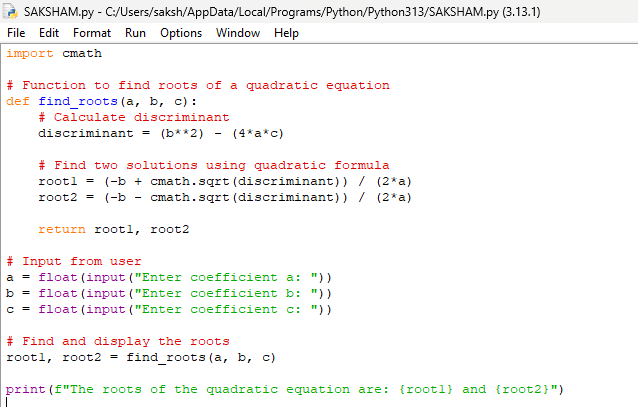 SAKSHAM.py - C:/Users/saksh/AppData/Local/Programs/Python/Python313/SAKSHAM.py (3.13.1)
File Edit Format Run Options Window Help
import cmath

# Function to find roots of a quadratic equation
def find_roots(a, b, c):
    # Calculate discriminant
    discriminant = (b**2) - (4*a*c)

    # Find two solutions using quadratic formula
    root1 = (-b + cmath.sqrt(discriminant)) / (2*a)
    root2 = (-b - cmath.sqrt(discriminant)) / (2*a)

    return root1, root2

# Input from user
a = float(input("Enter coefficient a: "))
b = float(input("Enter coefficient b: "))
c = float(input("Enter coefficient c: "))

# Find and display the roots
root1, root2 = find_roots(a, b, c)

print(f"The roots of the quadratic equation are: {root1} and {root2}")